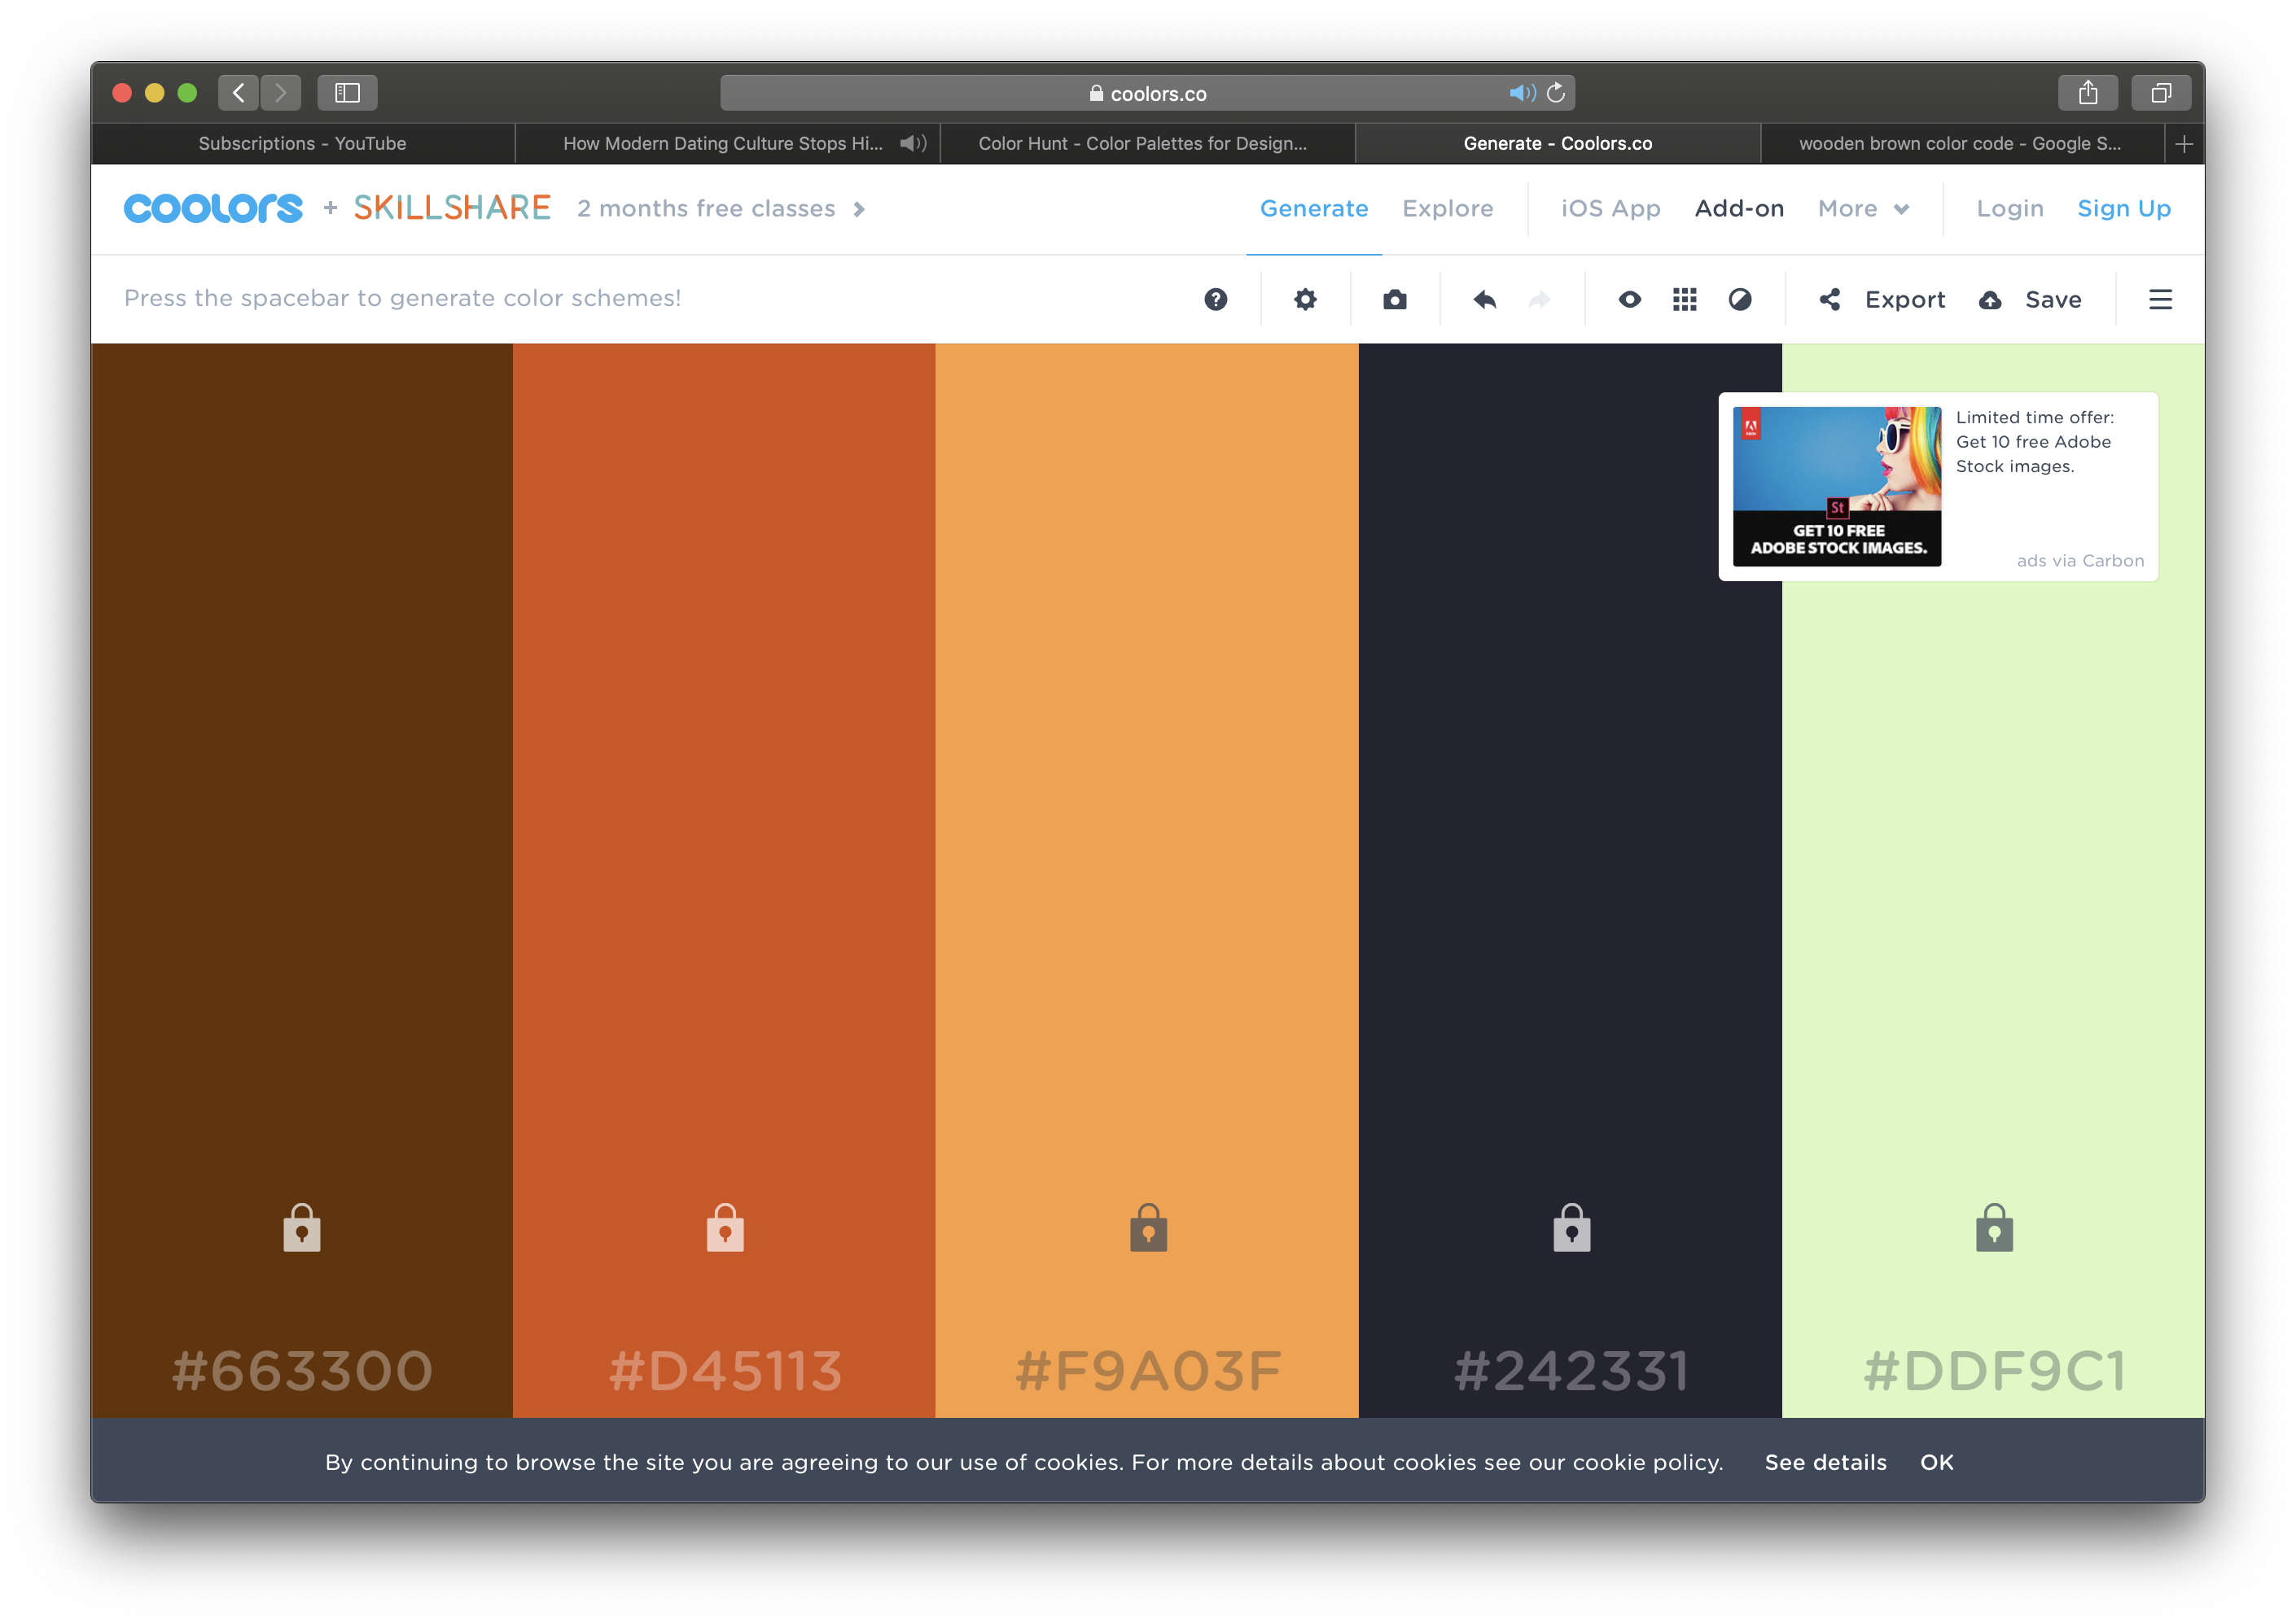 coolors.co
Subscriptions - YouTube
How Modern Dating Culture Stops Hi...
Color Hunt - Color Palettes for Design...
Generate - Coolors.co
wooden brown color code - Google S...
coolors + SKILLSHARE 2 months free classes
Generate Explore iOS App Add-on More Login Sign Up
Press the spacebar to generate color schemes!
Export Save
Limited time offer:
Get 10 free Adobe
Stock images.
St
GET 10 FREE
ADOBE STOCK IMAGES.
ads via Carbon
#663300
#D45113
#F9A03F
#242331
#DDF9C1
By continuing to browse the site you are agreeing to our use of cookies. For more details about cookies see our cookie policy. See details OK